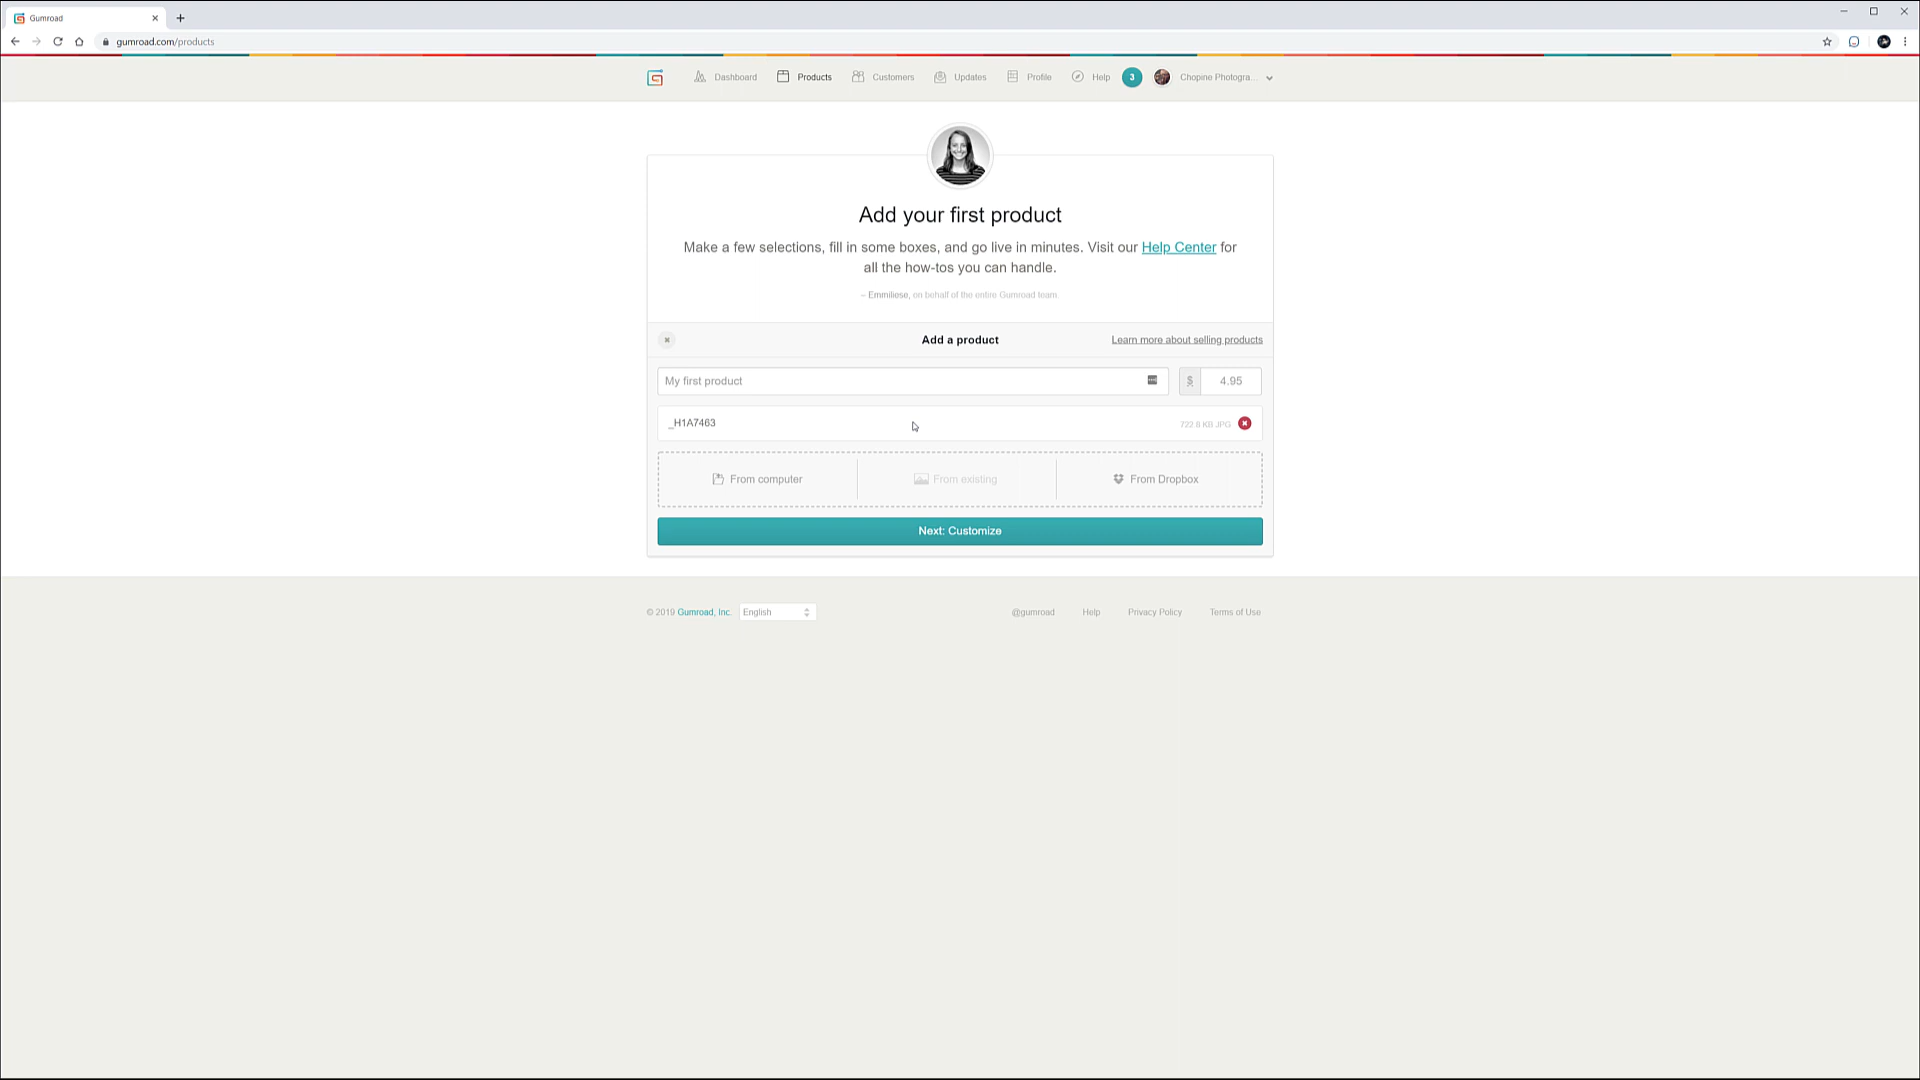 Gumroad
gumroad.com/products
Dashboard Products Customers Updates Profile Help 3 Chopine Photogra...
Add your first product
Make a few selections, fill in some boxes, and go live in minutes. Visit our Help Center for
all the how-tos you can handle.
– Emmiliese, on behalf of the entire Gumroad team.
Add a product
Learn more about selling products
My first product
$ 4.95
_H1A7463
722.8 KB JPG
From computer
From existing
From Dropbox
Next: Customize
© 2019 Gumroad, Inc. English
@gumroad Help Privacy Policy Terms of Use